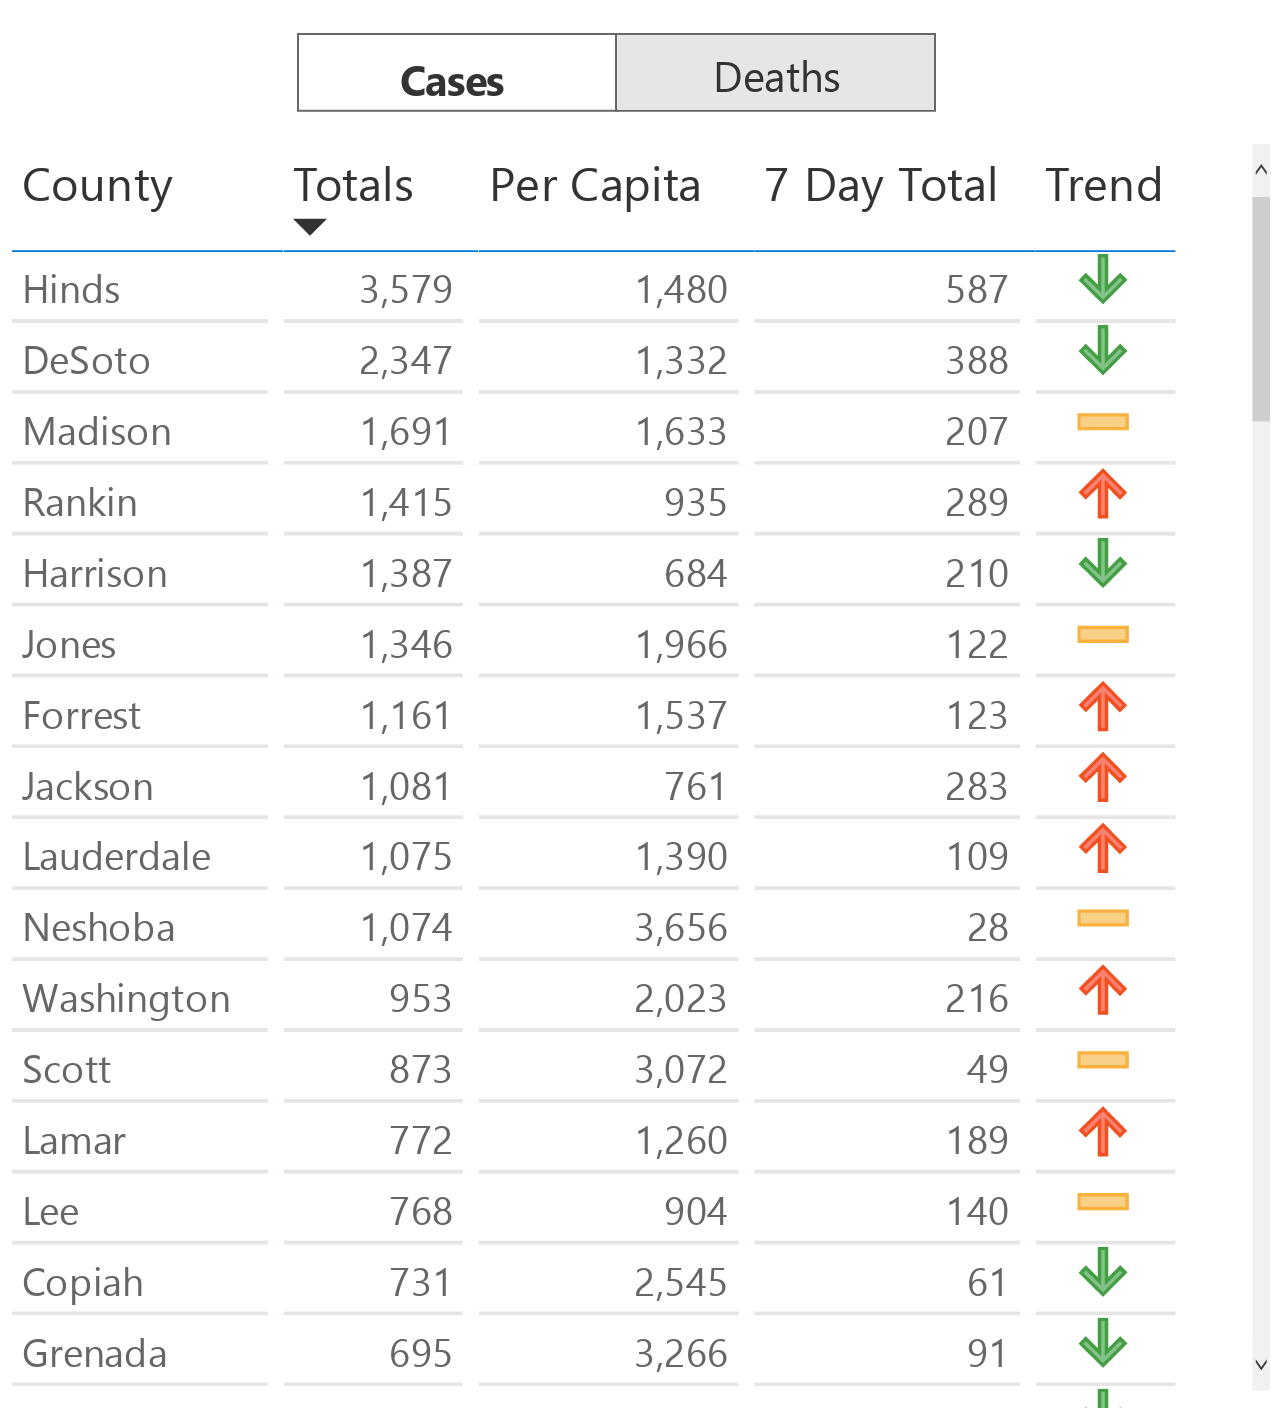 Cases Deaths
County Totals Per Capita 7 Day Total Trend
Hinds 3,579 1,480 587
DeSoto 2,347 1,332 388
Madison 1,691 1,633 207
Rankin 1,415 935 289
Harrison 1,387 684 210
Jones 1,346 1,966 122
Forrest 1,161 1,537 123
Jackson 1,081 761 283
Lauderdale 1,075 1,390 109
Neshoba 1,074 3,656 28
Washington 953 2,023 216
Scott 873 3,072 49
Lamar 772 1,260 189
Lee 768 904 140
Copiah 731 2,545 61
Grenada 695 3,266 91